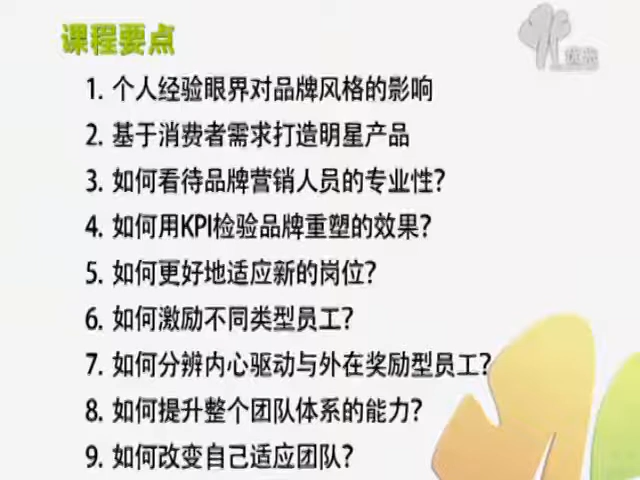 课程要点
1. 个人经验眼界对品牌风格的影响
2. 基于消费者需求打造明星产品
3. 如何看待品牌营销人员的专业性?
4. 如何用KPI检验品牌重塑的效果?
5. 如何更好地适应新的岗位?
6. 如何激励不同类型员工?
7. 如何分辨内心驱动与外在奖励型员工?
8. 如何提升整个团队体系的能力?
9. 如何改变自己适应团队?